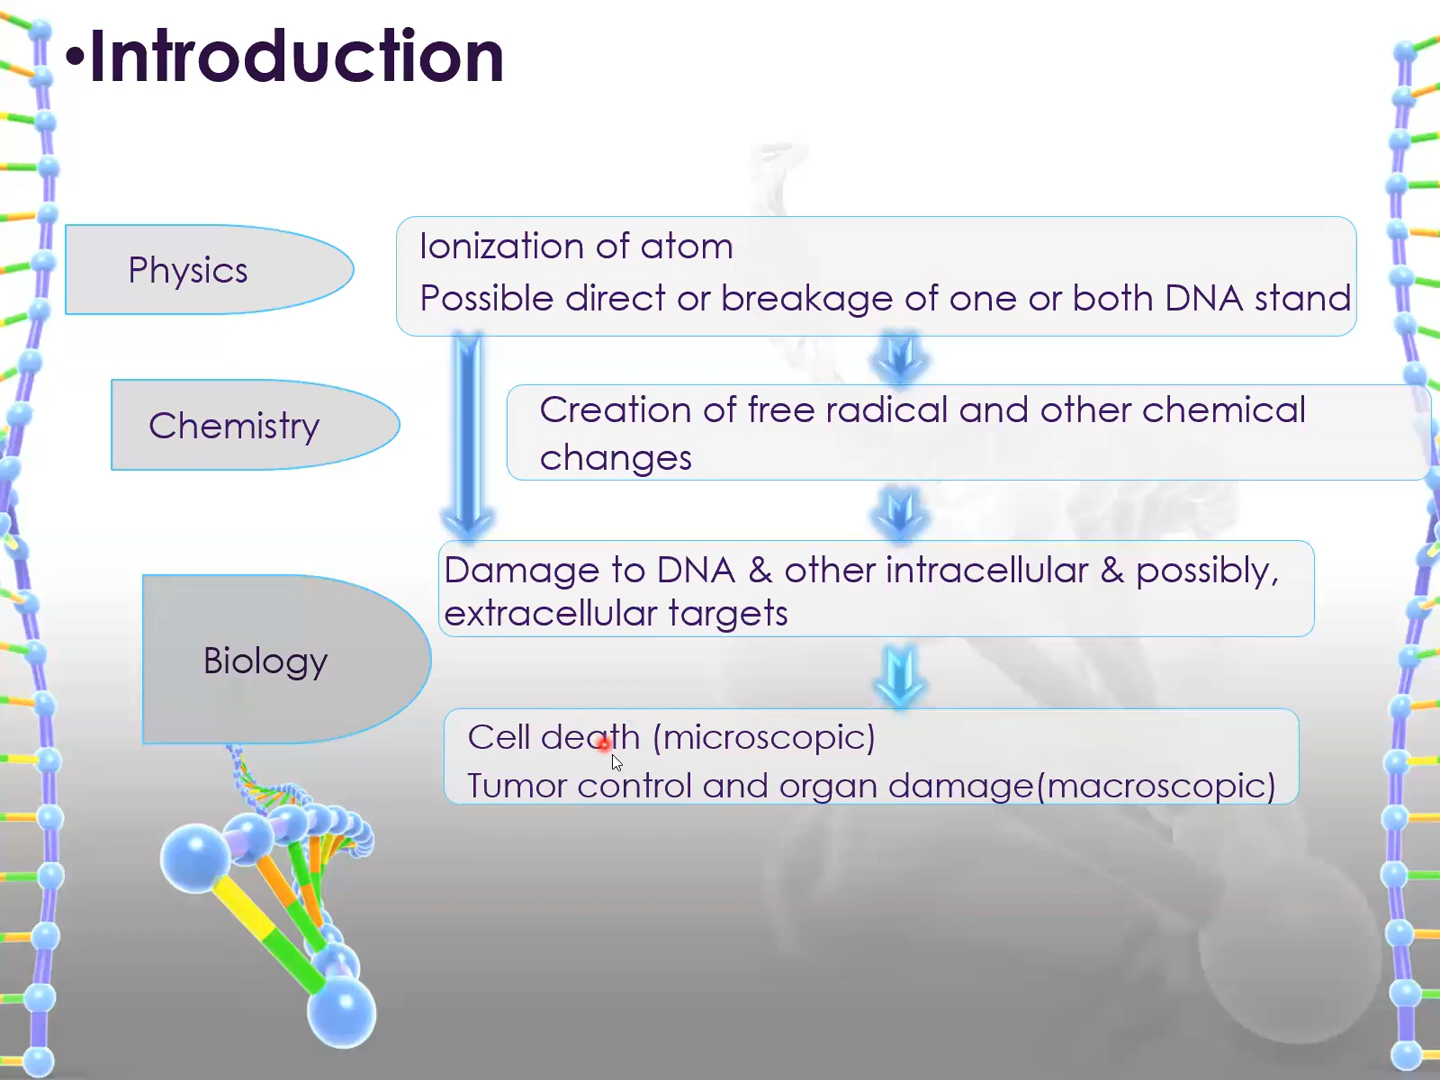 •Introduction
Physics
Ionization of atom
Possible direct or breakage of one or both DNA stand
Chemistry
Creation of free radical and other chemical
changes
Damage to DNA & other intracellular & possibly,
extracellular targets
Biology
Cell death (microscopic)
Tumor control and organ damage(macroscopic)